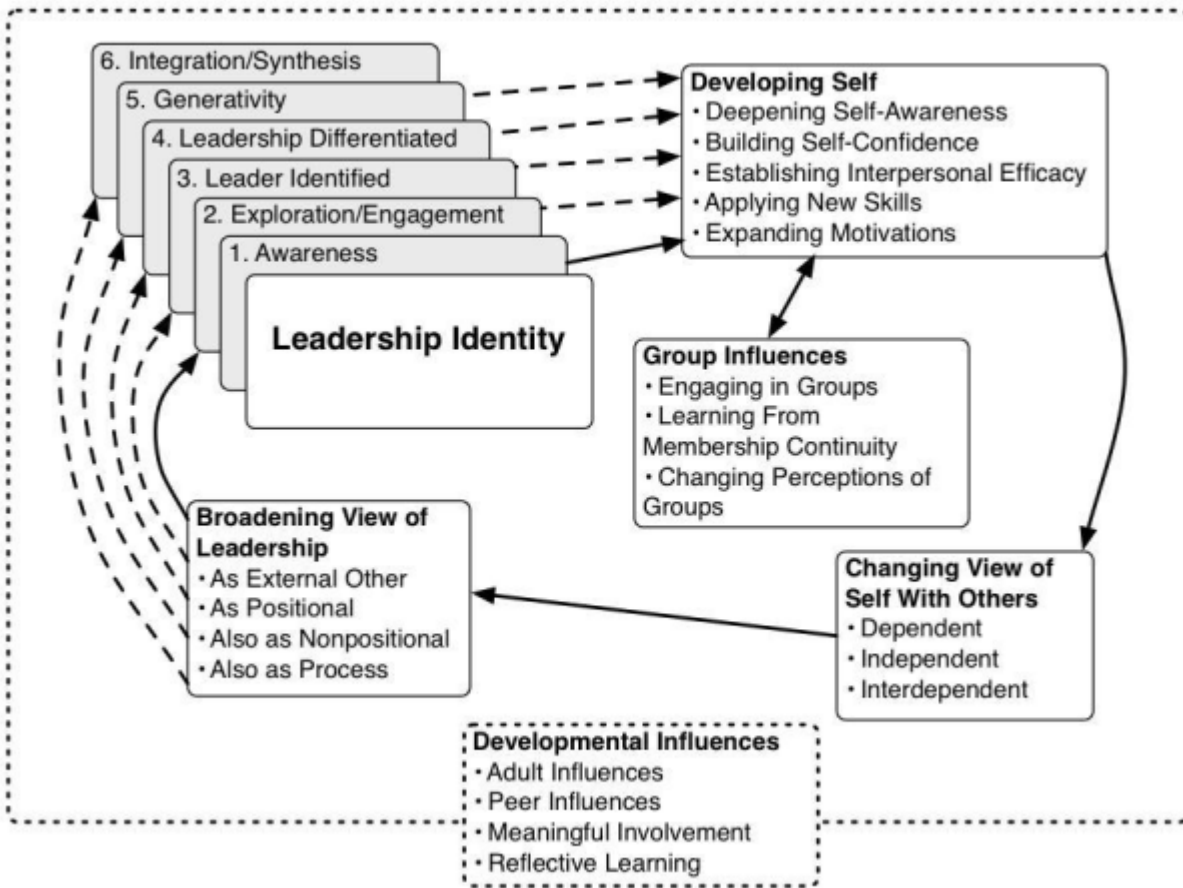 6. Integration/Synthesis
5. Generativity
4. Leadership Differentiated
3. Leader Identified
2. Exploration/Engagement
1. Awareness
Leadership Identity
Developing Self
· Deepening Self-Awareness
· Building Self-Confidence
· Establishing Interpersonal Efficacy
· Applying New Skills
· Expanding Motivations
Group Influences
· Engaging in Groups
· Learning From
Membership Continuity
· Changing Perceptions of
Groups
Broadening View of
Leadership
· As External Other
· As Positional
· Also as Nonpositional
· Also as Process
Changing View of
Self With Others
· Dependent
· Independent
· Interdependent
Developmental Influences
· Adult Influences
· Peer Influences
· Meaningful Involvement
· Reflective Learning